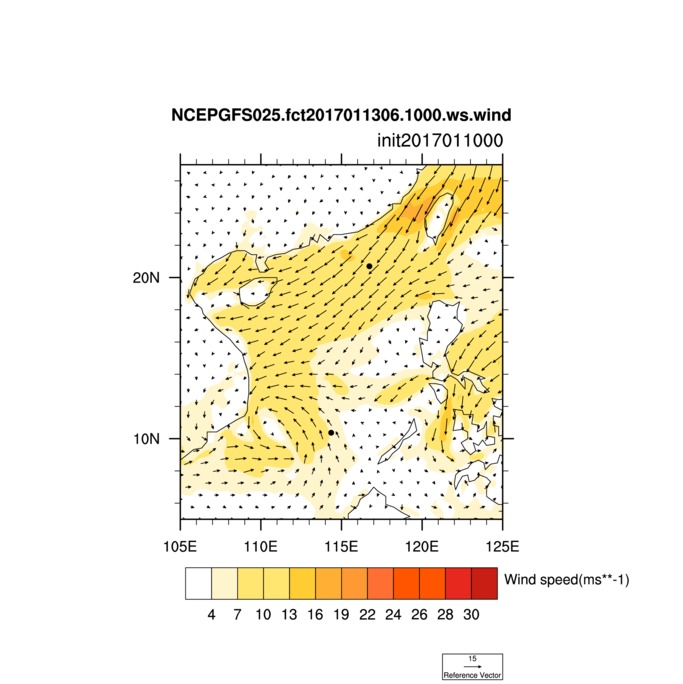 NCEPGFS025.fct2017011306.1000.ws.wind
init2017011000
20N
10N
105E 110E 115E 120E 125E
Wind speed(ms**-1)
4 7 10 13 16 19 22 24 26 28 30
15
Reference Vector